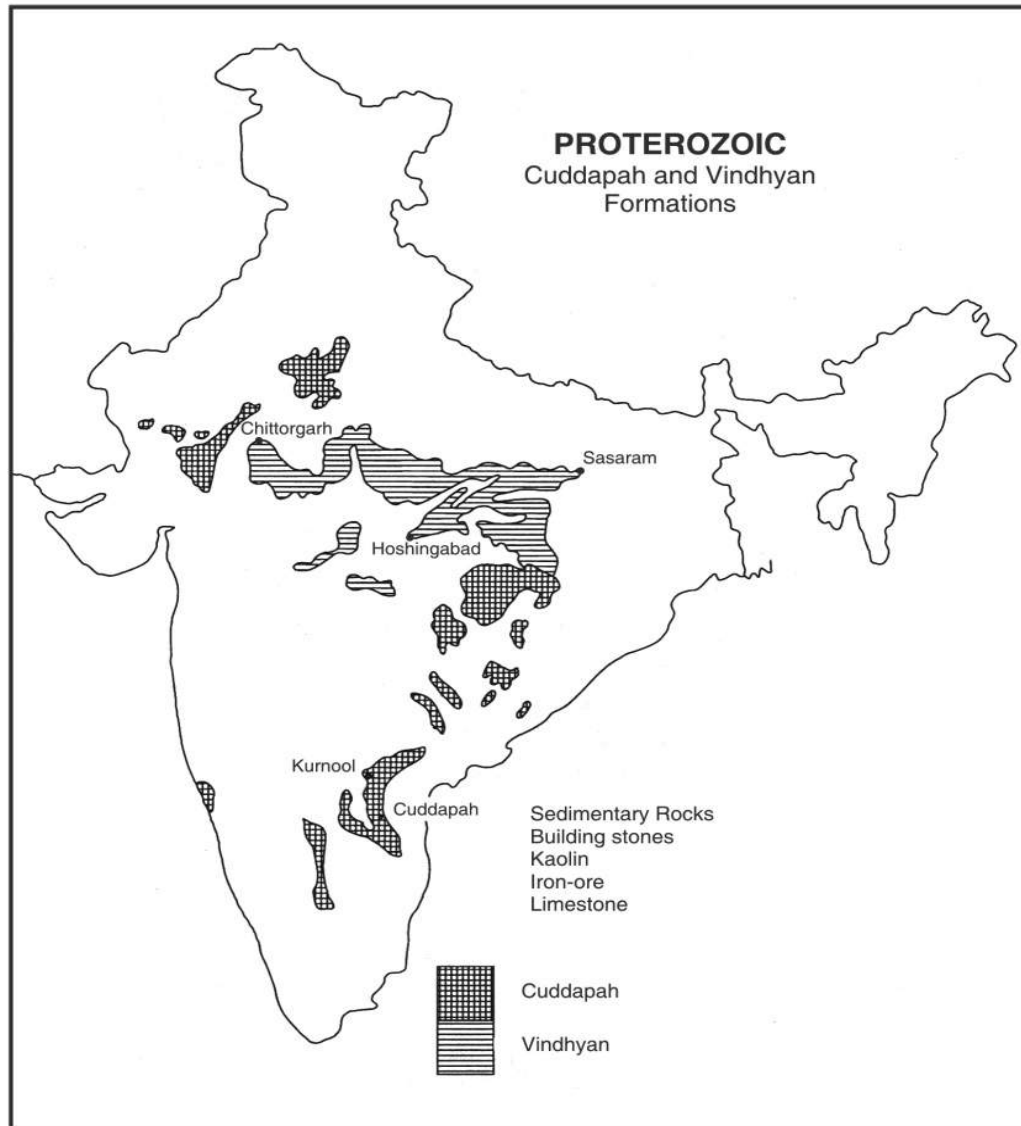 PROTEROZOIC
Cuddapah and Vindhyan
Formations
Chittorgarh
Sasaram
Hoshingabad
Kurnool
Cuddapah
Sedimentary Rocks
Building stones
Kaolin
Iron-ore
Limestone
Cuddapah
Vindhyan